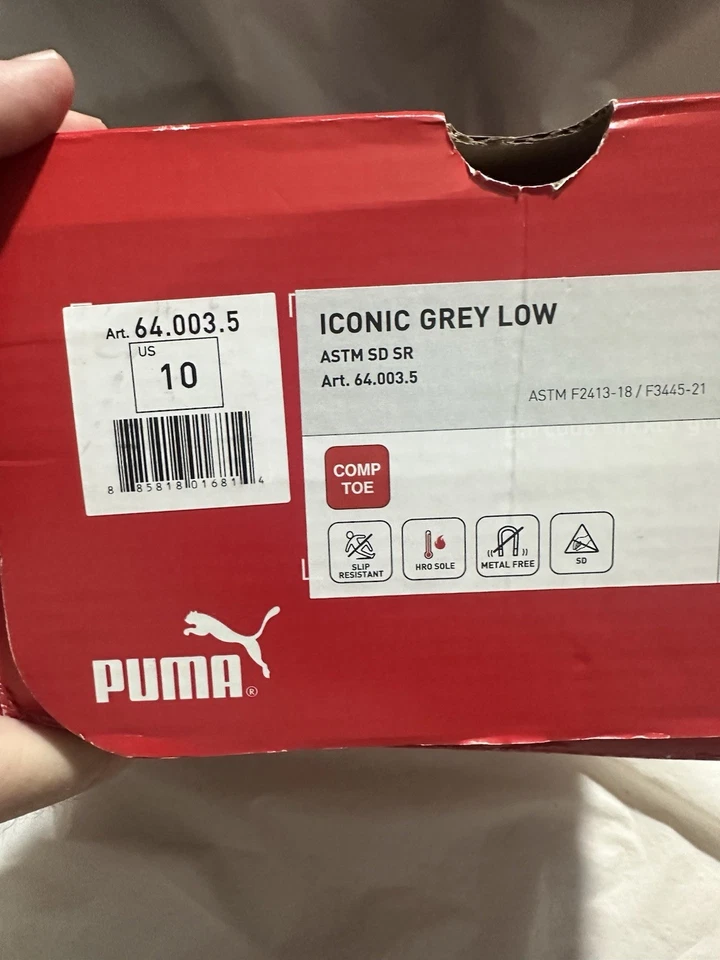 Art. 64.003.5
US
10
8 85818 01681 4
ICONIC GREY LOW
ASTM SD SR
Art. 64.003.5
ASTM F2413-18 / F3445-21
COMP
TOE
SLIP
RESISTANT
HRO SOLE
METAL FREE
SD
PUMA®